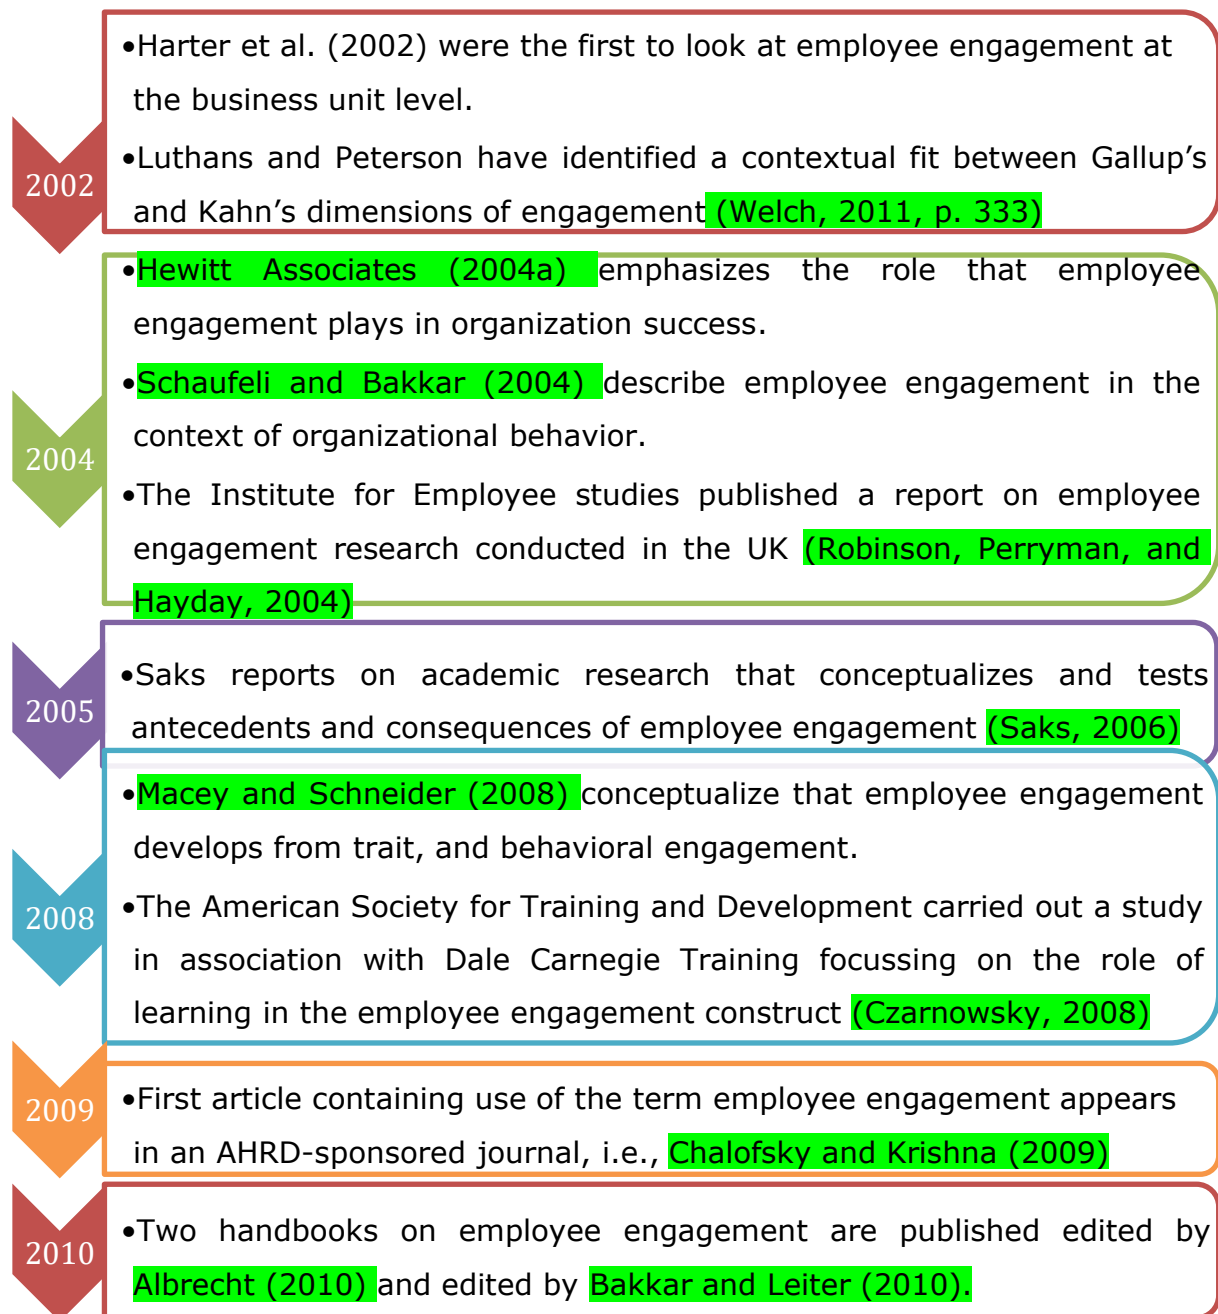 •Harter et al. (2002) were the first to look at employee engagement at
the business unit level.
2002
•Luthans and Peterson have identified a contextual fit between Gallup’s
and Kahn’s dimensions of engagement (Welch, 2011, p. 333)
•Hewitt Associates (2004a) emphasizes the role that employee
engagement plays in organization success.
•Schaufeli and Bakkar (2004) describe employee engagement in the
context of organizational behavior.
2004
•The Institute for Employee studies published a report on employee
engagement research conducted in the UK (Robinson, Perryman, and
Hayday, 2004)
2005
•Saks reports on academic research that conceptualizes and tests
antecedents and consequences of employee engagement (Saks, 2006)
•Macey and Schneider (2008) conceptualize that employee engagement
develops from trait, and behavioral engagement.
2008
•The American Society for Training and Development carried out a study
in association with Dale Carnegie Training focussing on the role of
learning in the employee engagement construct (Czarnowsky, 2008)
2009
•First article containing use of the term employee engagement appears
in an AHRD-sponsored journal, i.e., Chalofsky and Krishna (2009)
2010
•Two handbooks on employee engagement are published edited by
Albrecht (2010) and edited by Bakkar and Leiter (2010).